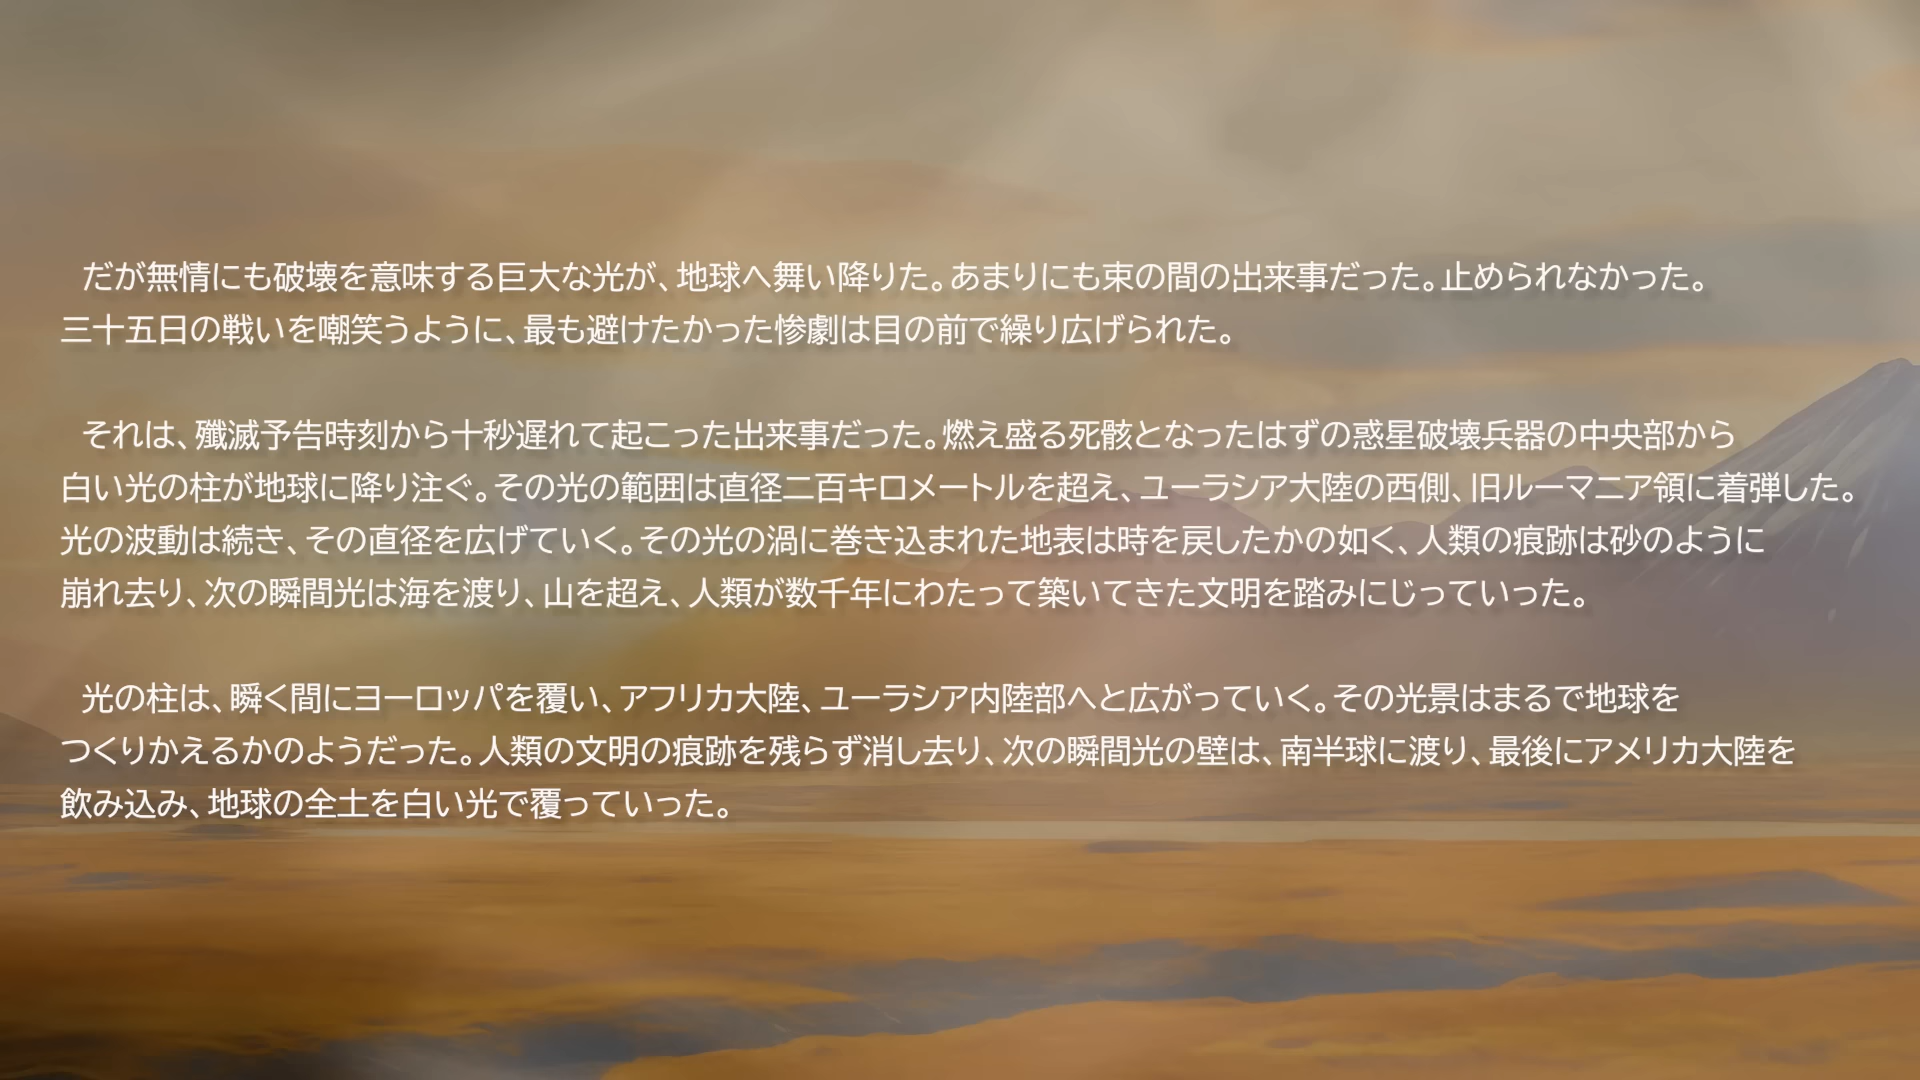 だが無情にも破壊を意味する巨大な光が、地球へ舞い降りた。あまりにも束の間の出来事だった。止められなかった。
三十五日の戦いを嘲笑うように、最も避けたかった惨劇は目の前で繰り広げられた。
それは、殲滅予告時刻から十秒遅れて起こった出来事だった。燃え盛る死骸となったはずの惑星破壊兵器の中央部から
白い光の柱が地球に降り注ぐ。その光の範囲は直径二百キロメートルを超え、ユーラシア大陸の西側、旧ルーマニア領に着弾した。
光の波動は続き、その直径を広げていく。その光の渦に巻き込まれた地表は時を戻したかの如く、人類の痕跡は砂のように
崩れ去り、次の瞬間光は海を渡り、山を超え、人類が数千年にわたって築いてきた文明を踏みにじっていった。
光の柱は、瞬く間にヨーロッパを覆い、アフリカ大陸、ユーラシア内陸部へと広がっていく。その光景はまるで地球を
つくりかえるかのようだった。人類の文明の痕跡を残らず消し去り、次の瞬間光の壁は、南半球に渡り、最後にアメリカ大陸を
飲み込み、地球の全土を白い光で覆っていった。